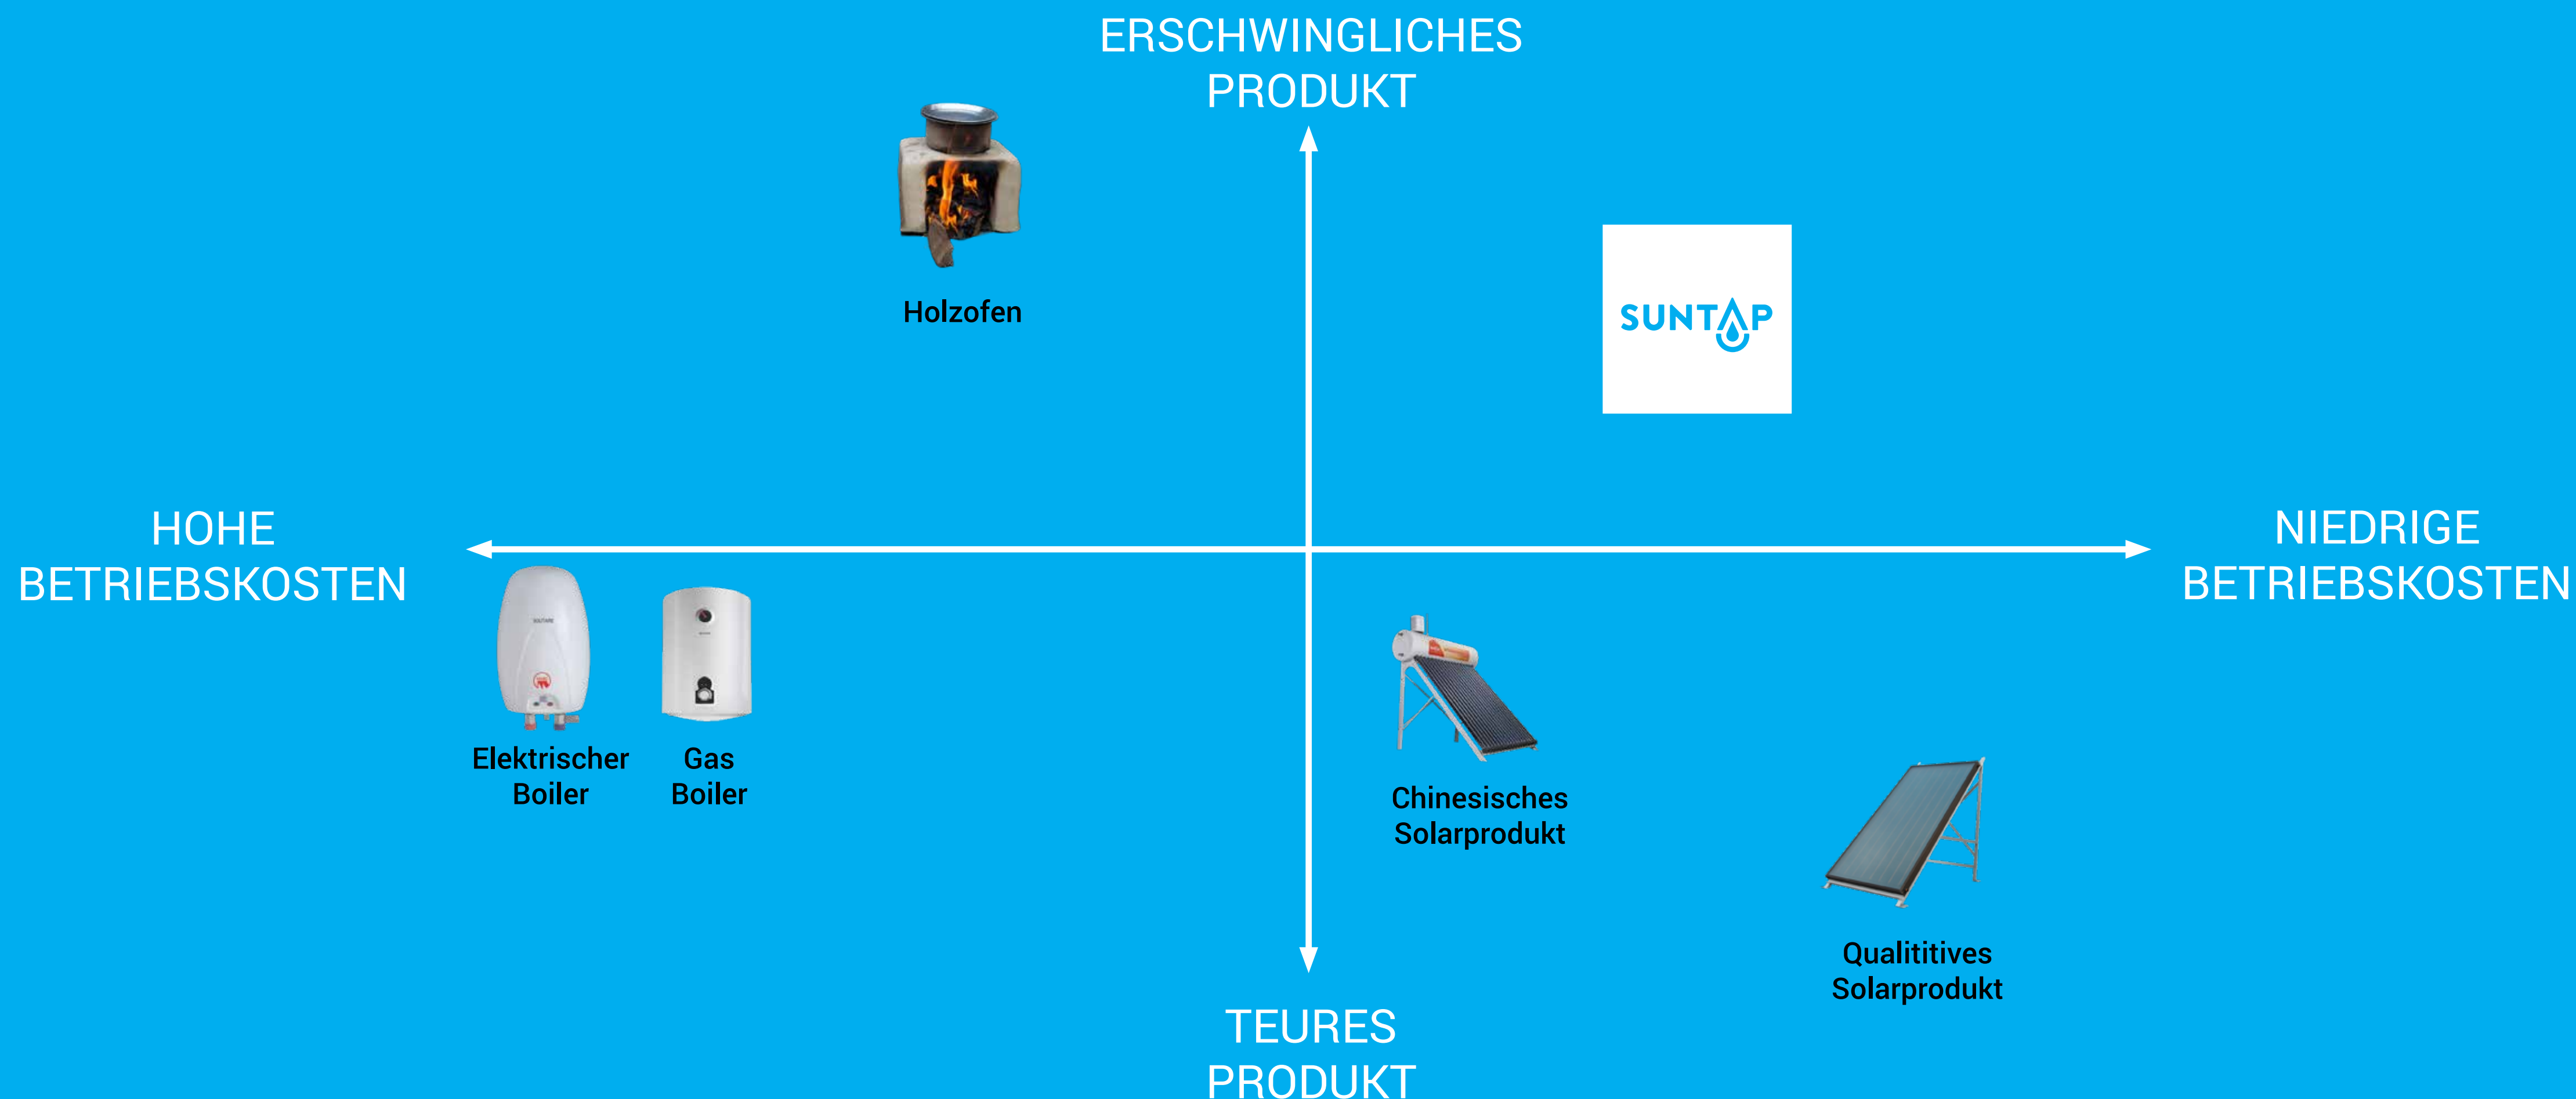 ERSCHWINGLICHES
PRODUKT
Holzofen
SUNTAP
HOHE
BETRIEBSKOSTEN
NIEDRIGE
BETRIEBSKOSTEN
Elektrischer
Boiler
Gas
Boiler
Chinesisches
Solarprodukt
Qualititives
Solarprodukt
TEURES
PRODUKT